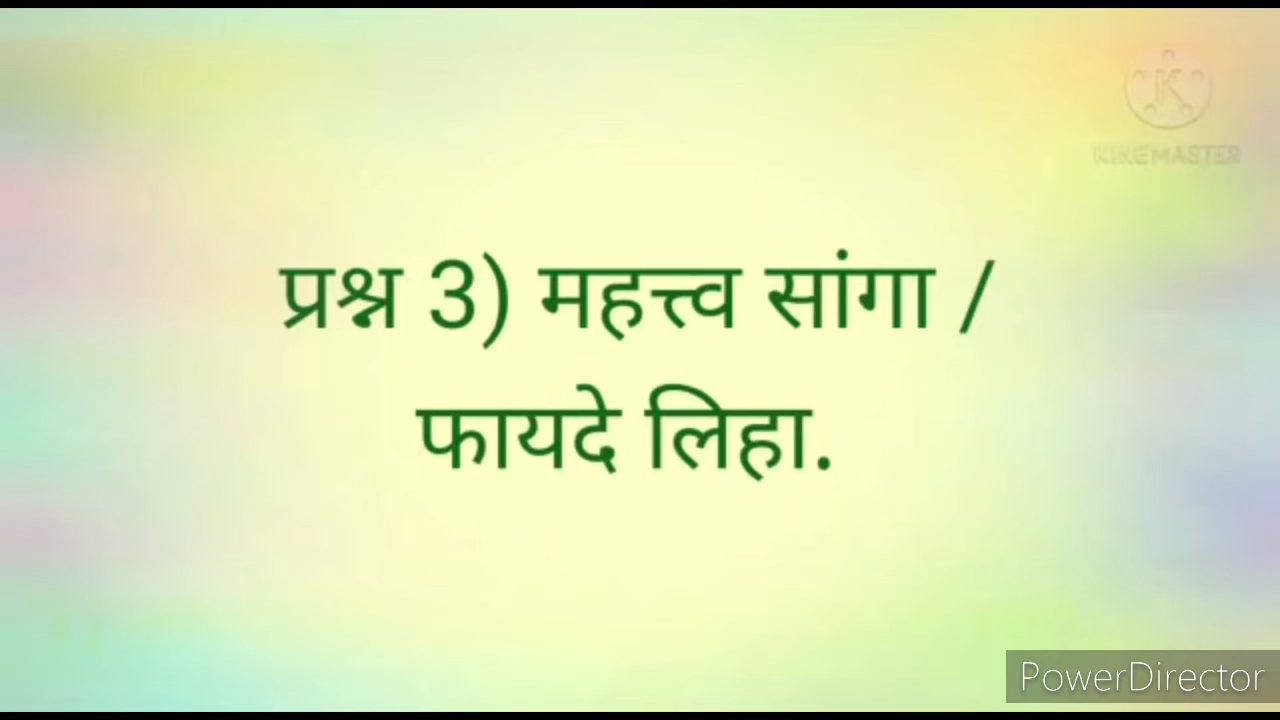 KINEMASTER
प्रश्न 3) महत्त्व सांगा /
फायदे लिहा.
PowerDirector